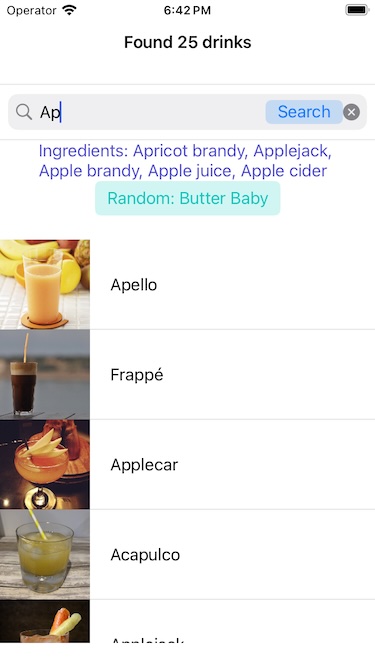 Operator 6:42 PM
Found 25 drinks
Ap Search
Ingredients: Apricot brandy, Applejack,
Apple brandy, Apple juice, Apple cider
Random: Butter Baby
Apello
Frappé
Applecar
Acapulco
Applejack